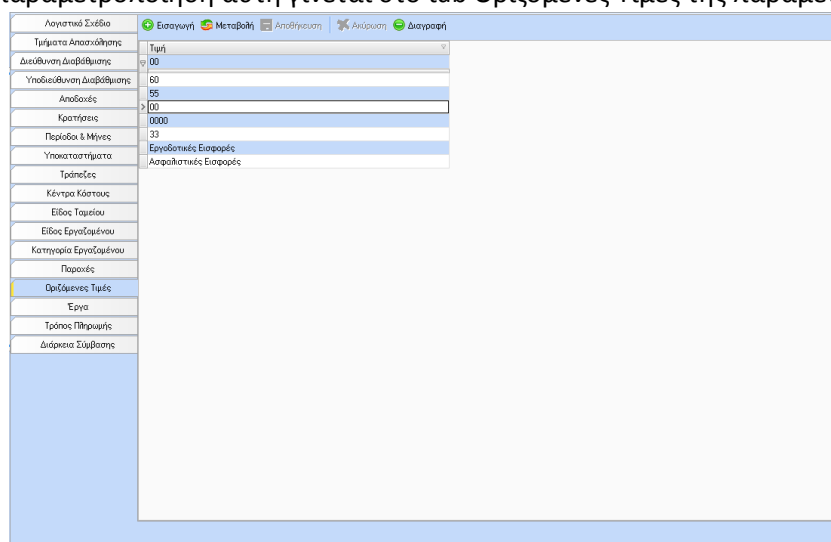 παραμετροποίηση αυτή γίνεται στο tab Οριζόμενες Τιμές της παραμε
Εισαγωγή Μεταβολή Αποθήκευση Ακύρωση Διαγραφή
Λογιστικό Σχέδιο
Τμήματα Απασχόλησης
Διεύθυνση Διαβάθμισης
Υποδιεύθυνση Διαβάθμισης
Αποδοχές
Κρατήσεις
Περίοδοι & Μήνες
Υποκαταστήματα
Τράπεζες
Κέντρα Κόστους
Είδος Ταμείου
Είδος Εργαζομένου
Κατηγορία Εργαζομένου
Παροχές
Οριζόμενες Τιμές
Έργα
Τρόπος Πληρωμής
Διάρκεια Σύμβασης
Τιμή
00
60
55
00
0000
33
Εργοδοτικές Εισφορές
Ασφαλιστικές Εισφορές